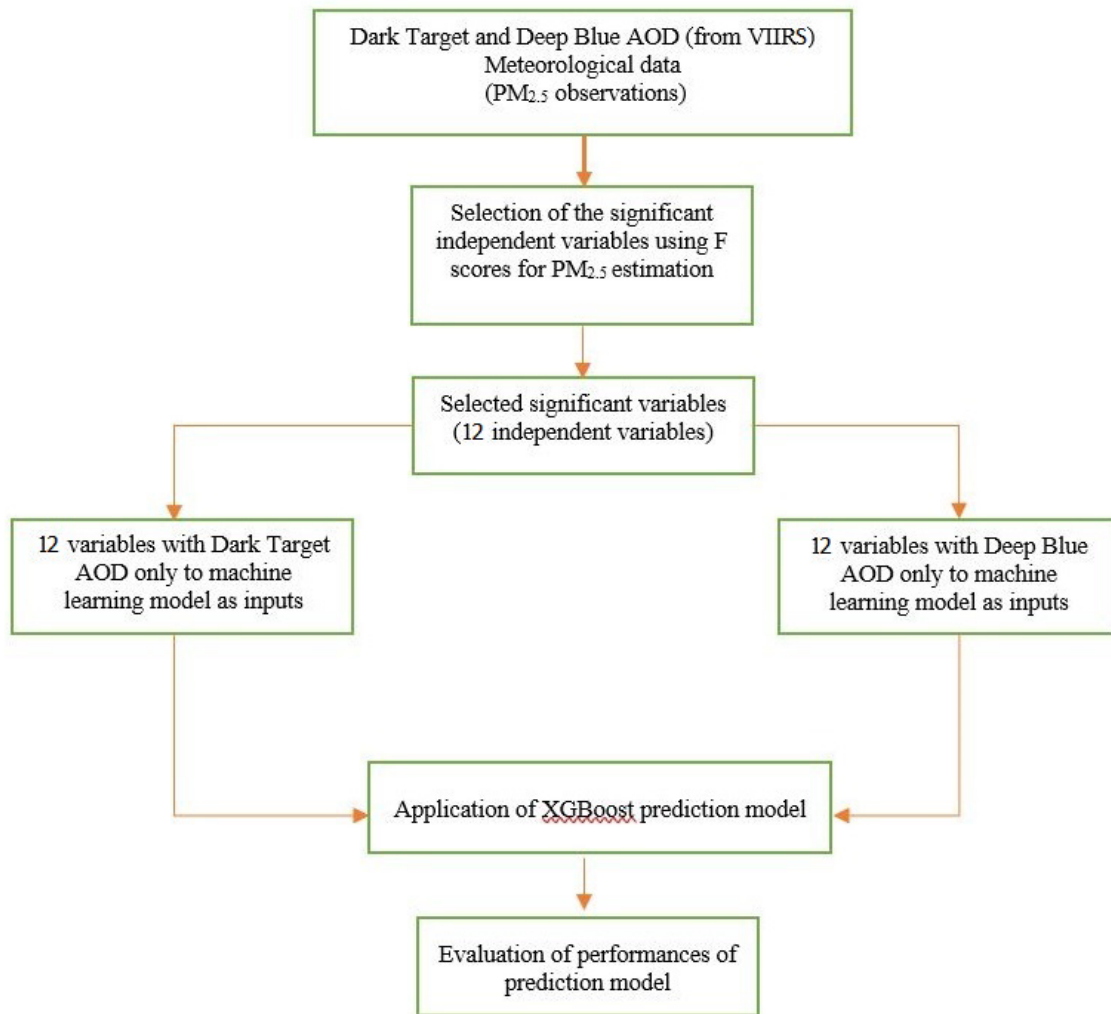 Dark Target and Deep Blue AOD (from VIIRS)
Meteorological data
(PM2.5 observations)
Selection of the significant
independent variables using F
scores for PM2.5 estimation
Selected significant variables
(12 independent variables)
12 variables with Dark Target
AOD only to machine
learning model as inputs
12 variables with Deep Blue
AOD only to machine
learning model as inputs
Application of XGBoost prediction model
Evaluation of performances of
prediction model